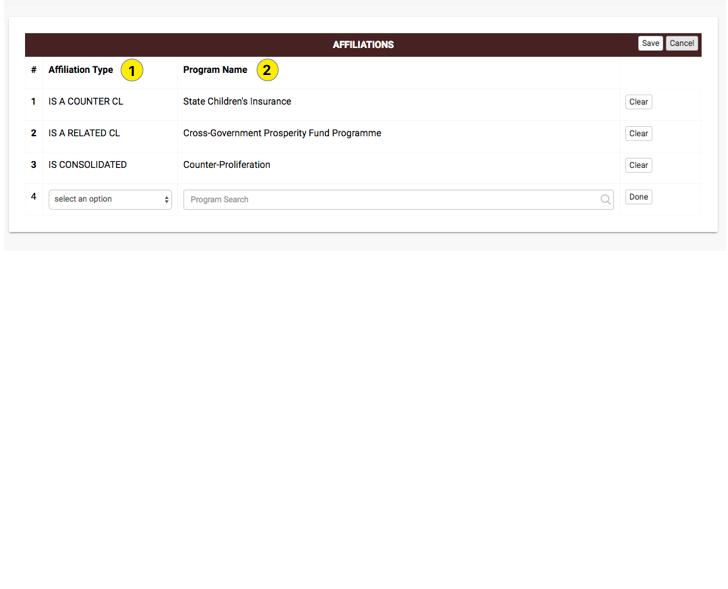 AFFILIATIONS Save Cancel
# Affiliation Type 1 Program Name 2
1 IS A COUNTER CL State Children's Insurance Clear
2 IS A RELATED CL Cross-Government Prosperity Fund Programme Clear
3 IS CONSOLIDATED Counter-Proliferation Clear
4 select an option Program Search Done